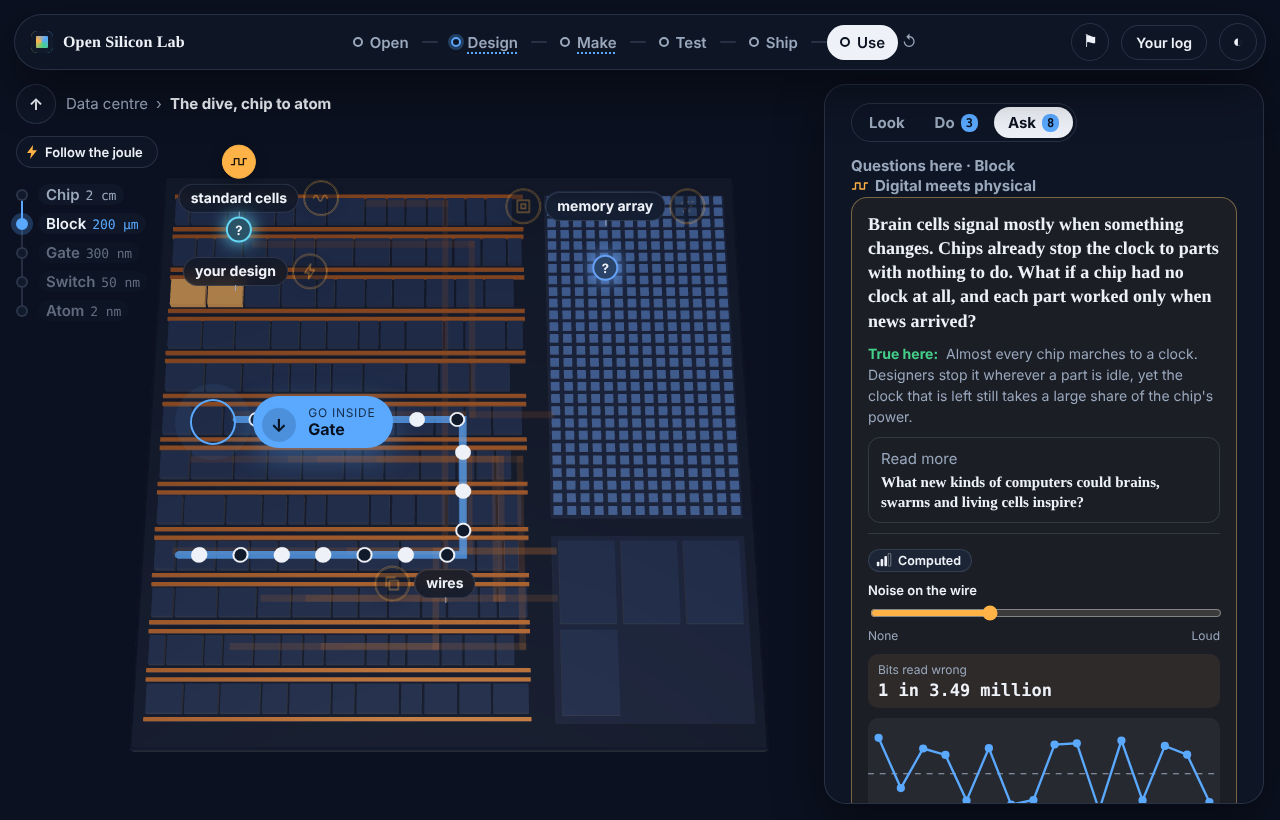 Open Silicon Lab
Open
Design
Make
Test
Ship
Use
Your log
Data centre › The dive, chip to atom
Follow the joule
Chip 2 cm
Block 200 µm
Gate 300 nm
Switch 50 nm
Atom 2 nm
standard cells
?
your design
memory array
?
GO INSIDE
Gate
wires
Look
Do 3
Ask 8
Questions here · Block
Digital meets physical
Brain cells signal mostly when something
changes. Chips already stop the clock to parts
with nothing to do. What if a chip had no
clock at all, and each part worked only when
news arrived?
True here: Almost every chip marches to a clock.
Designers stop it wherever a part is idle, yet the
clock that is left still takes a large share of the chip's
power.
Read more
What new kinds of computers could brains,
swarms and living cells inspire?
Computed
Noise on the wire
None
Loud
Bits read wrong
1 in 3.49 million